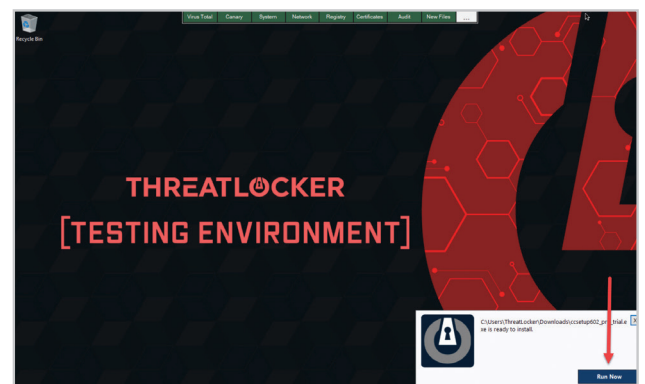 Virus Total Canary System Network Registry Certificates Audit New Files ...
Recycle Bin
THREATLOCKER
[TESTING ENVIRONMENT]
C:\Users\ThreatLocker\Downloads\ccsetup602_pro_trial.e
xe is ready to install.
X
Run Now